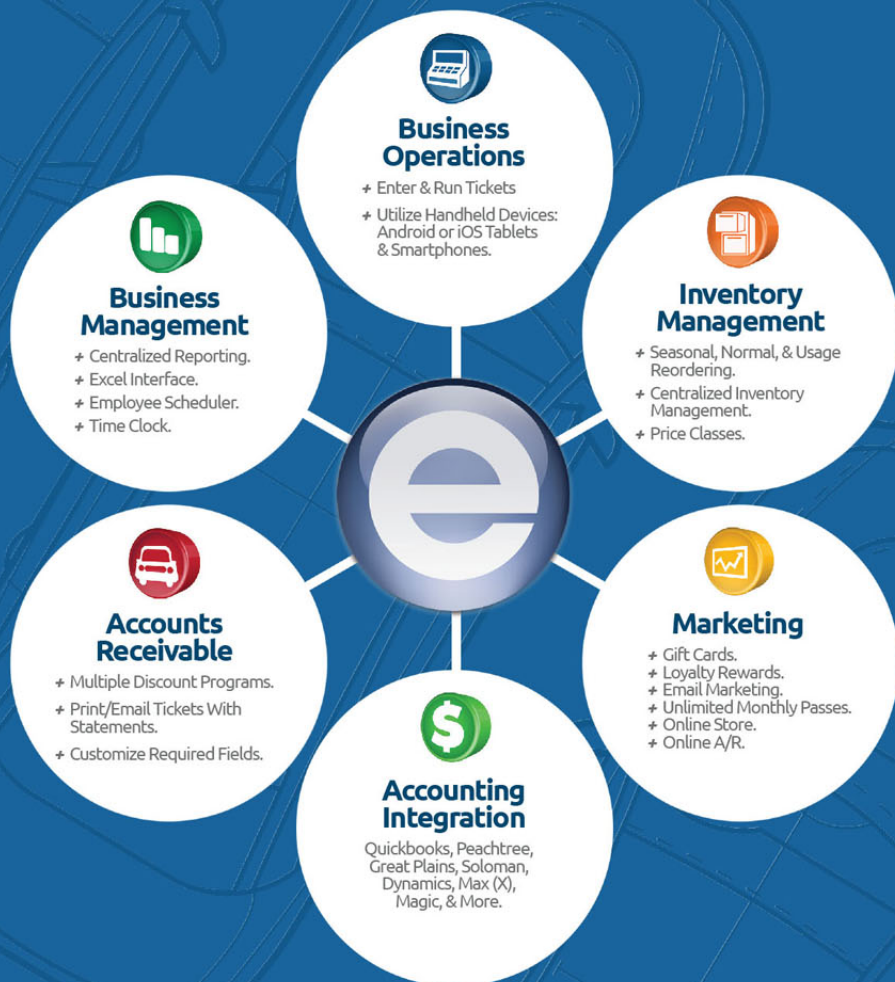 Business
Operations
+ Enter & Run Tickets
+ Utilize Handheld Devices:
Android or iOS Tablets
& Smartphones.
Business
Management
+ Centralized Reporting.
+ Excel Interface.
+ Employee Scheduler.
+ Time Clock.
Inventory
Management
+ Seasonal, Normal, & Usage
Reordering.
+ Centralized Inventory
Management.
+ Price Classes.
e
Accounts
Receivable
+ Multiple Discount Programs.
+ Print/Email Tickets With
Statements.
+ Customize Required Fields.
Marketing
+ Gift Cards.
+ Loyalty Rewards.
+ Email Marketing.
+ Unlimited Monthly Passes.
+ Online Store.
+ Online A/R.
$
Accounting
Integration
Quickbooks, Peachtree,
Great Plains, Soloman,
Dynamics, Max (X),
Magic, & More.